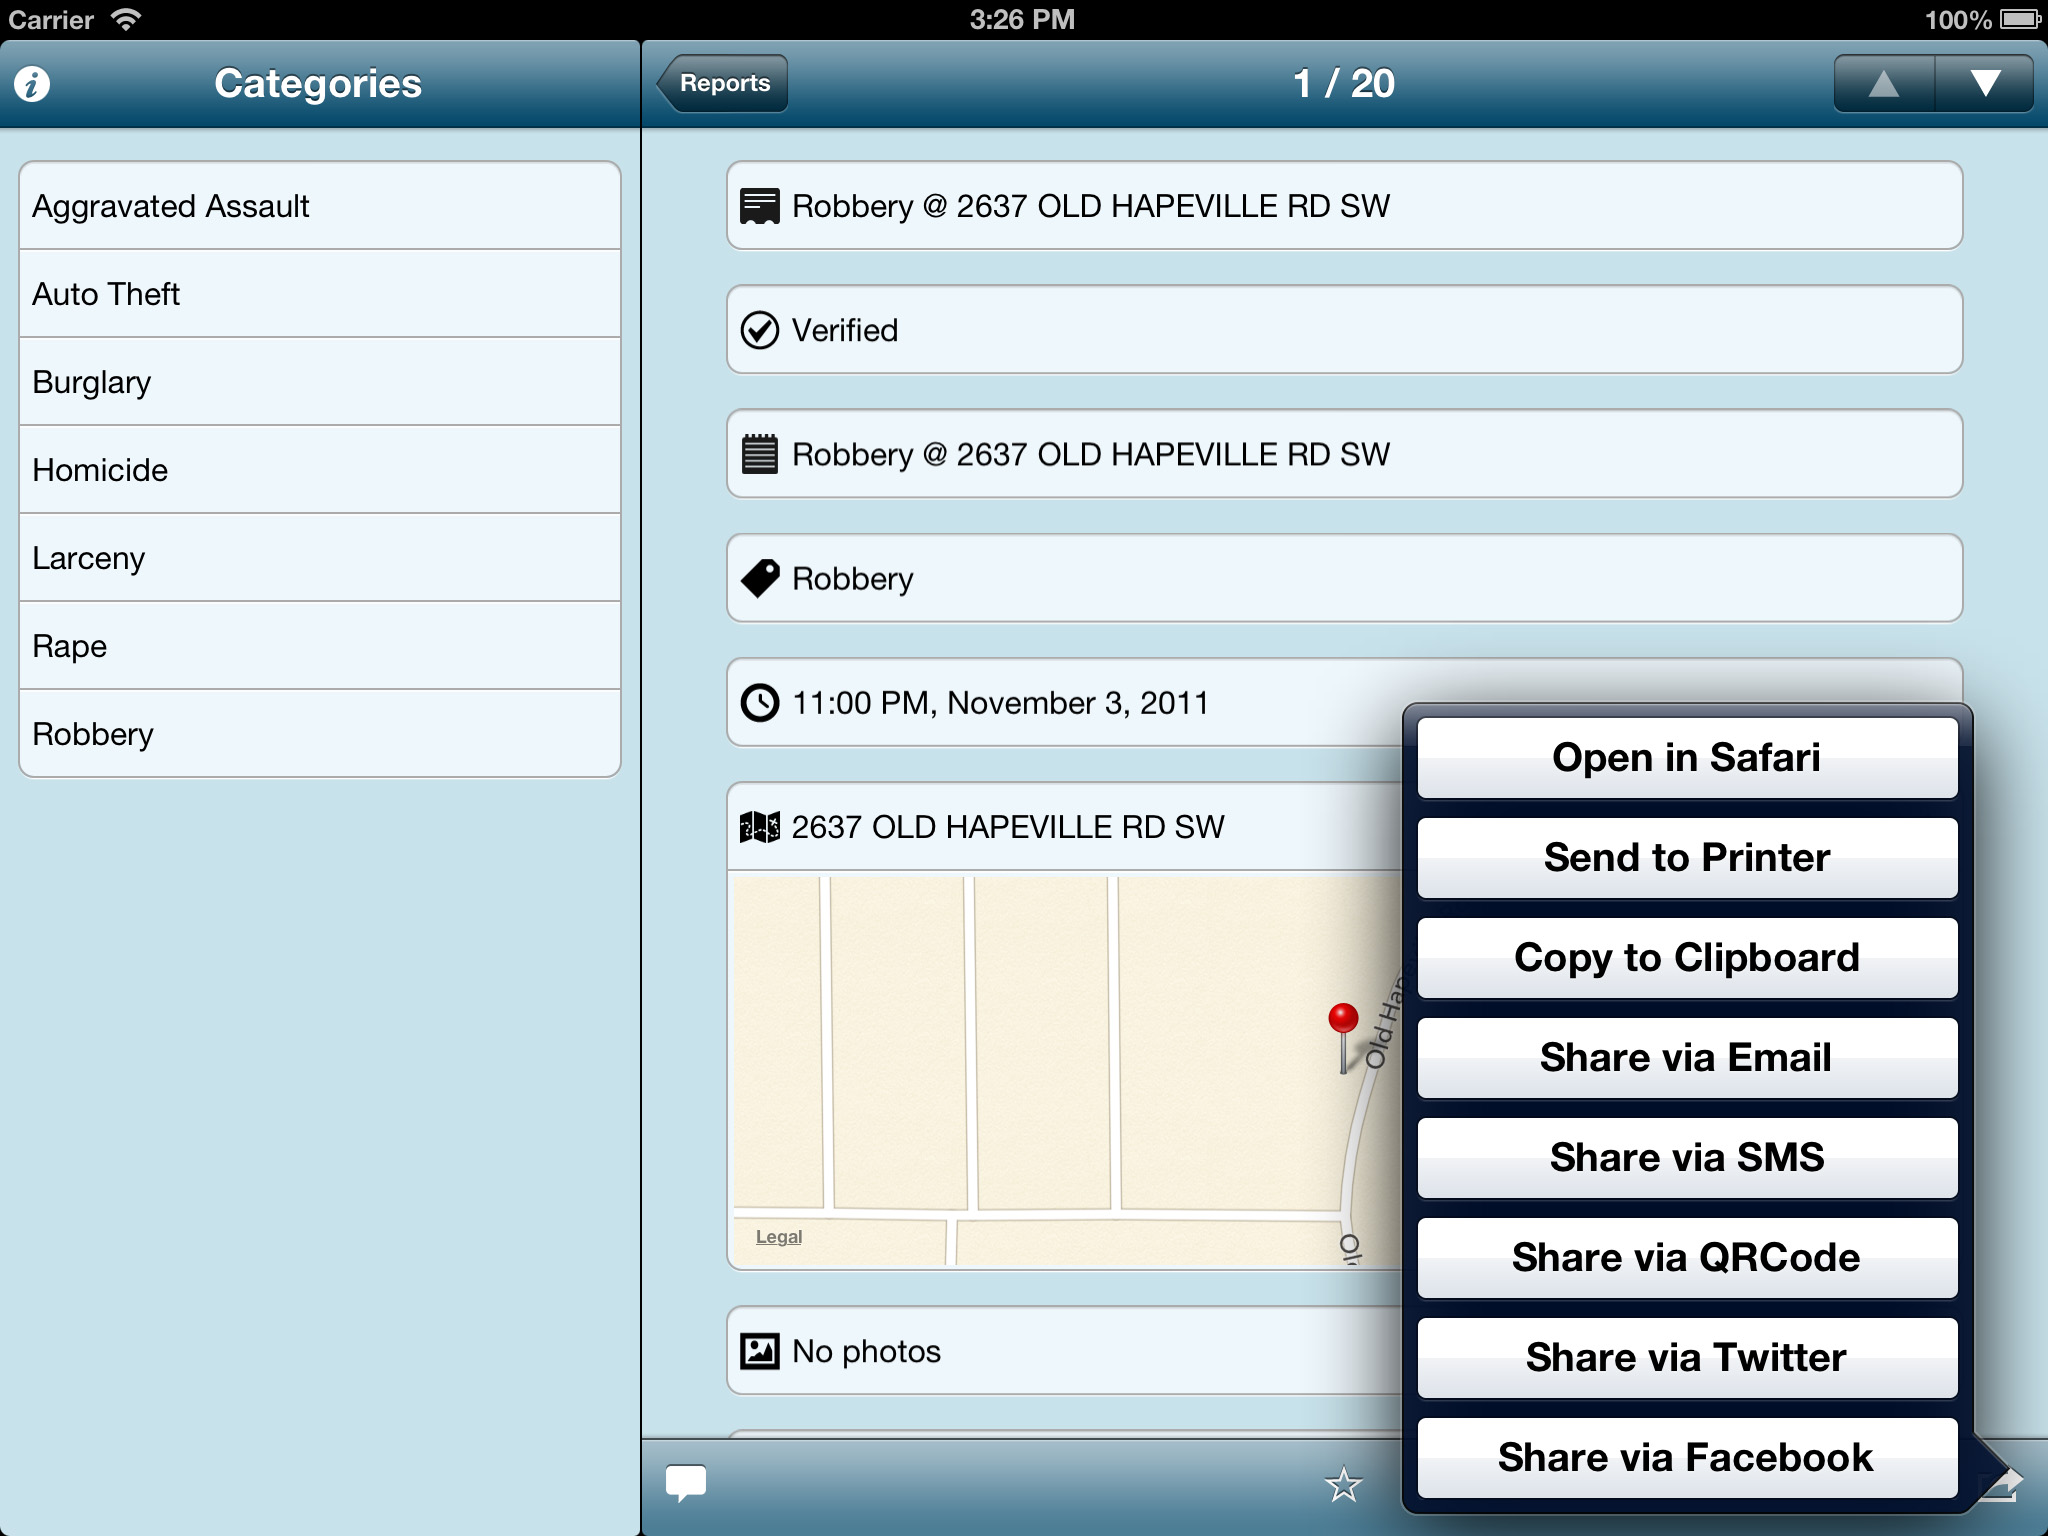 Carrier
3:26 PM
100%
Categories
Reports
1 / 20
Aggravated Assault
Auto Theft
Burglary
Homicide
Larceny
Rape
Robbery
Robbery @ 2637 OLD HAPEVILLE RD SW
Verified
Robbery @ 2637 OLD HAPEVILLE RD SW
Robbery
11:00 PM, November 3, 2011
2637 OLD HAPEVILLE RD SW
Old
Legal
No photos
Open in Safari
Send to Printer
Copy to Clipboard
Share via Email
Share via SMS
Share via QRCode
Share via Twitter
Share via Facebook